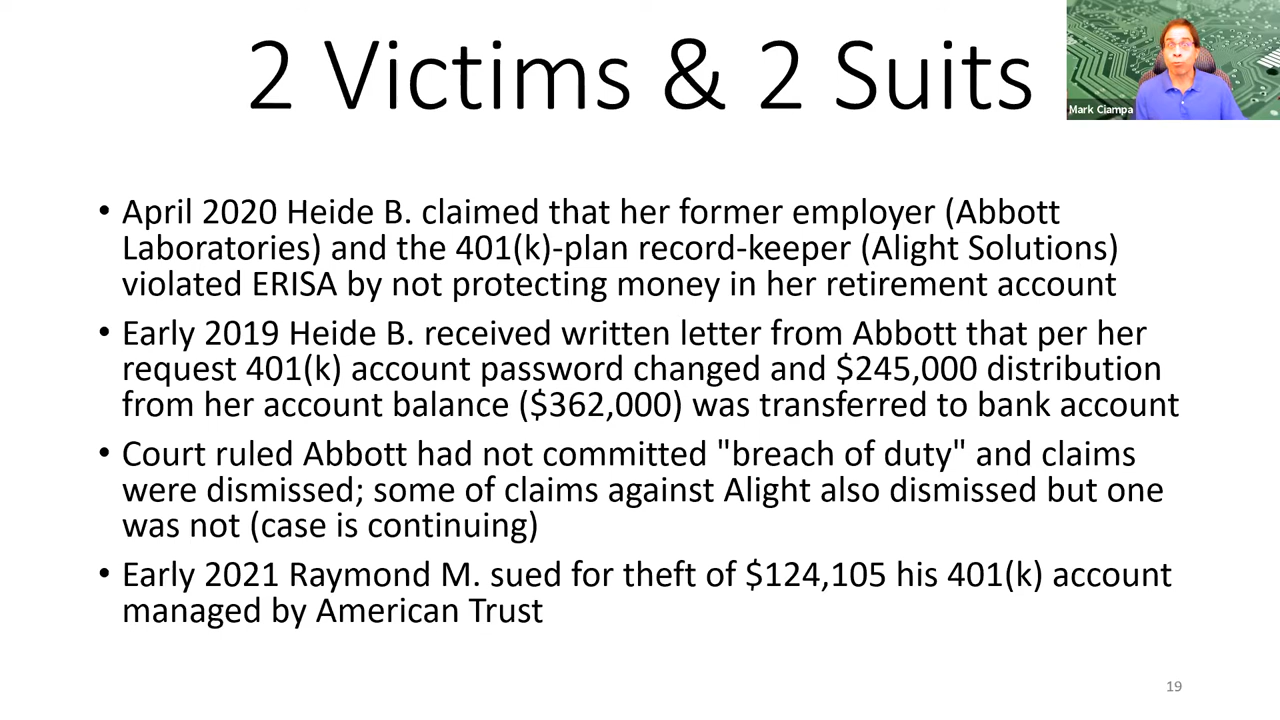 2 Victims & 2 Suits
Mark Ciampa
• April 2020 Heide B. claimed that her former employer (Abbott
Laboratories) and the 401(k)-plan record-keeper (Alight Solutions)
violated ERISA by not protecting money in her retirement account
• Early 2019 Heide B. received written letter from Abbott that per her
request 401(k) account password changed and $245,000 distribution
from her account balance ($362,000) was transferred to bank account
• Court ruled Abbott had not committed "breach of duty" and claims
were dismissed; some of claims against Alight also dismissed but one
was not (case is continuing)
• Early 2021 Raymond M. sued for theft of $124,105 his 401(k) account
managed by American Trust
19